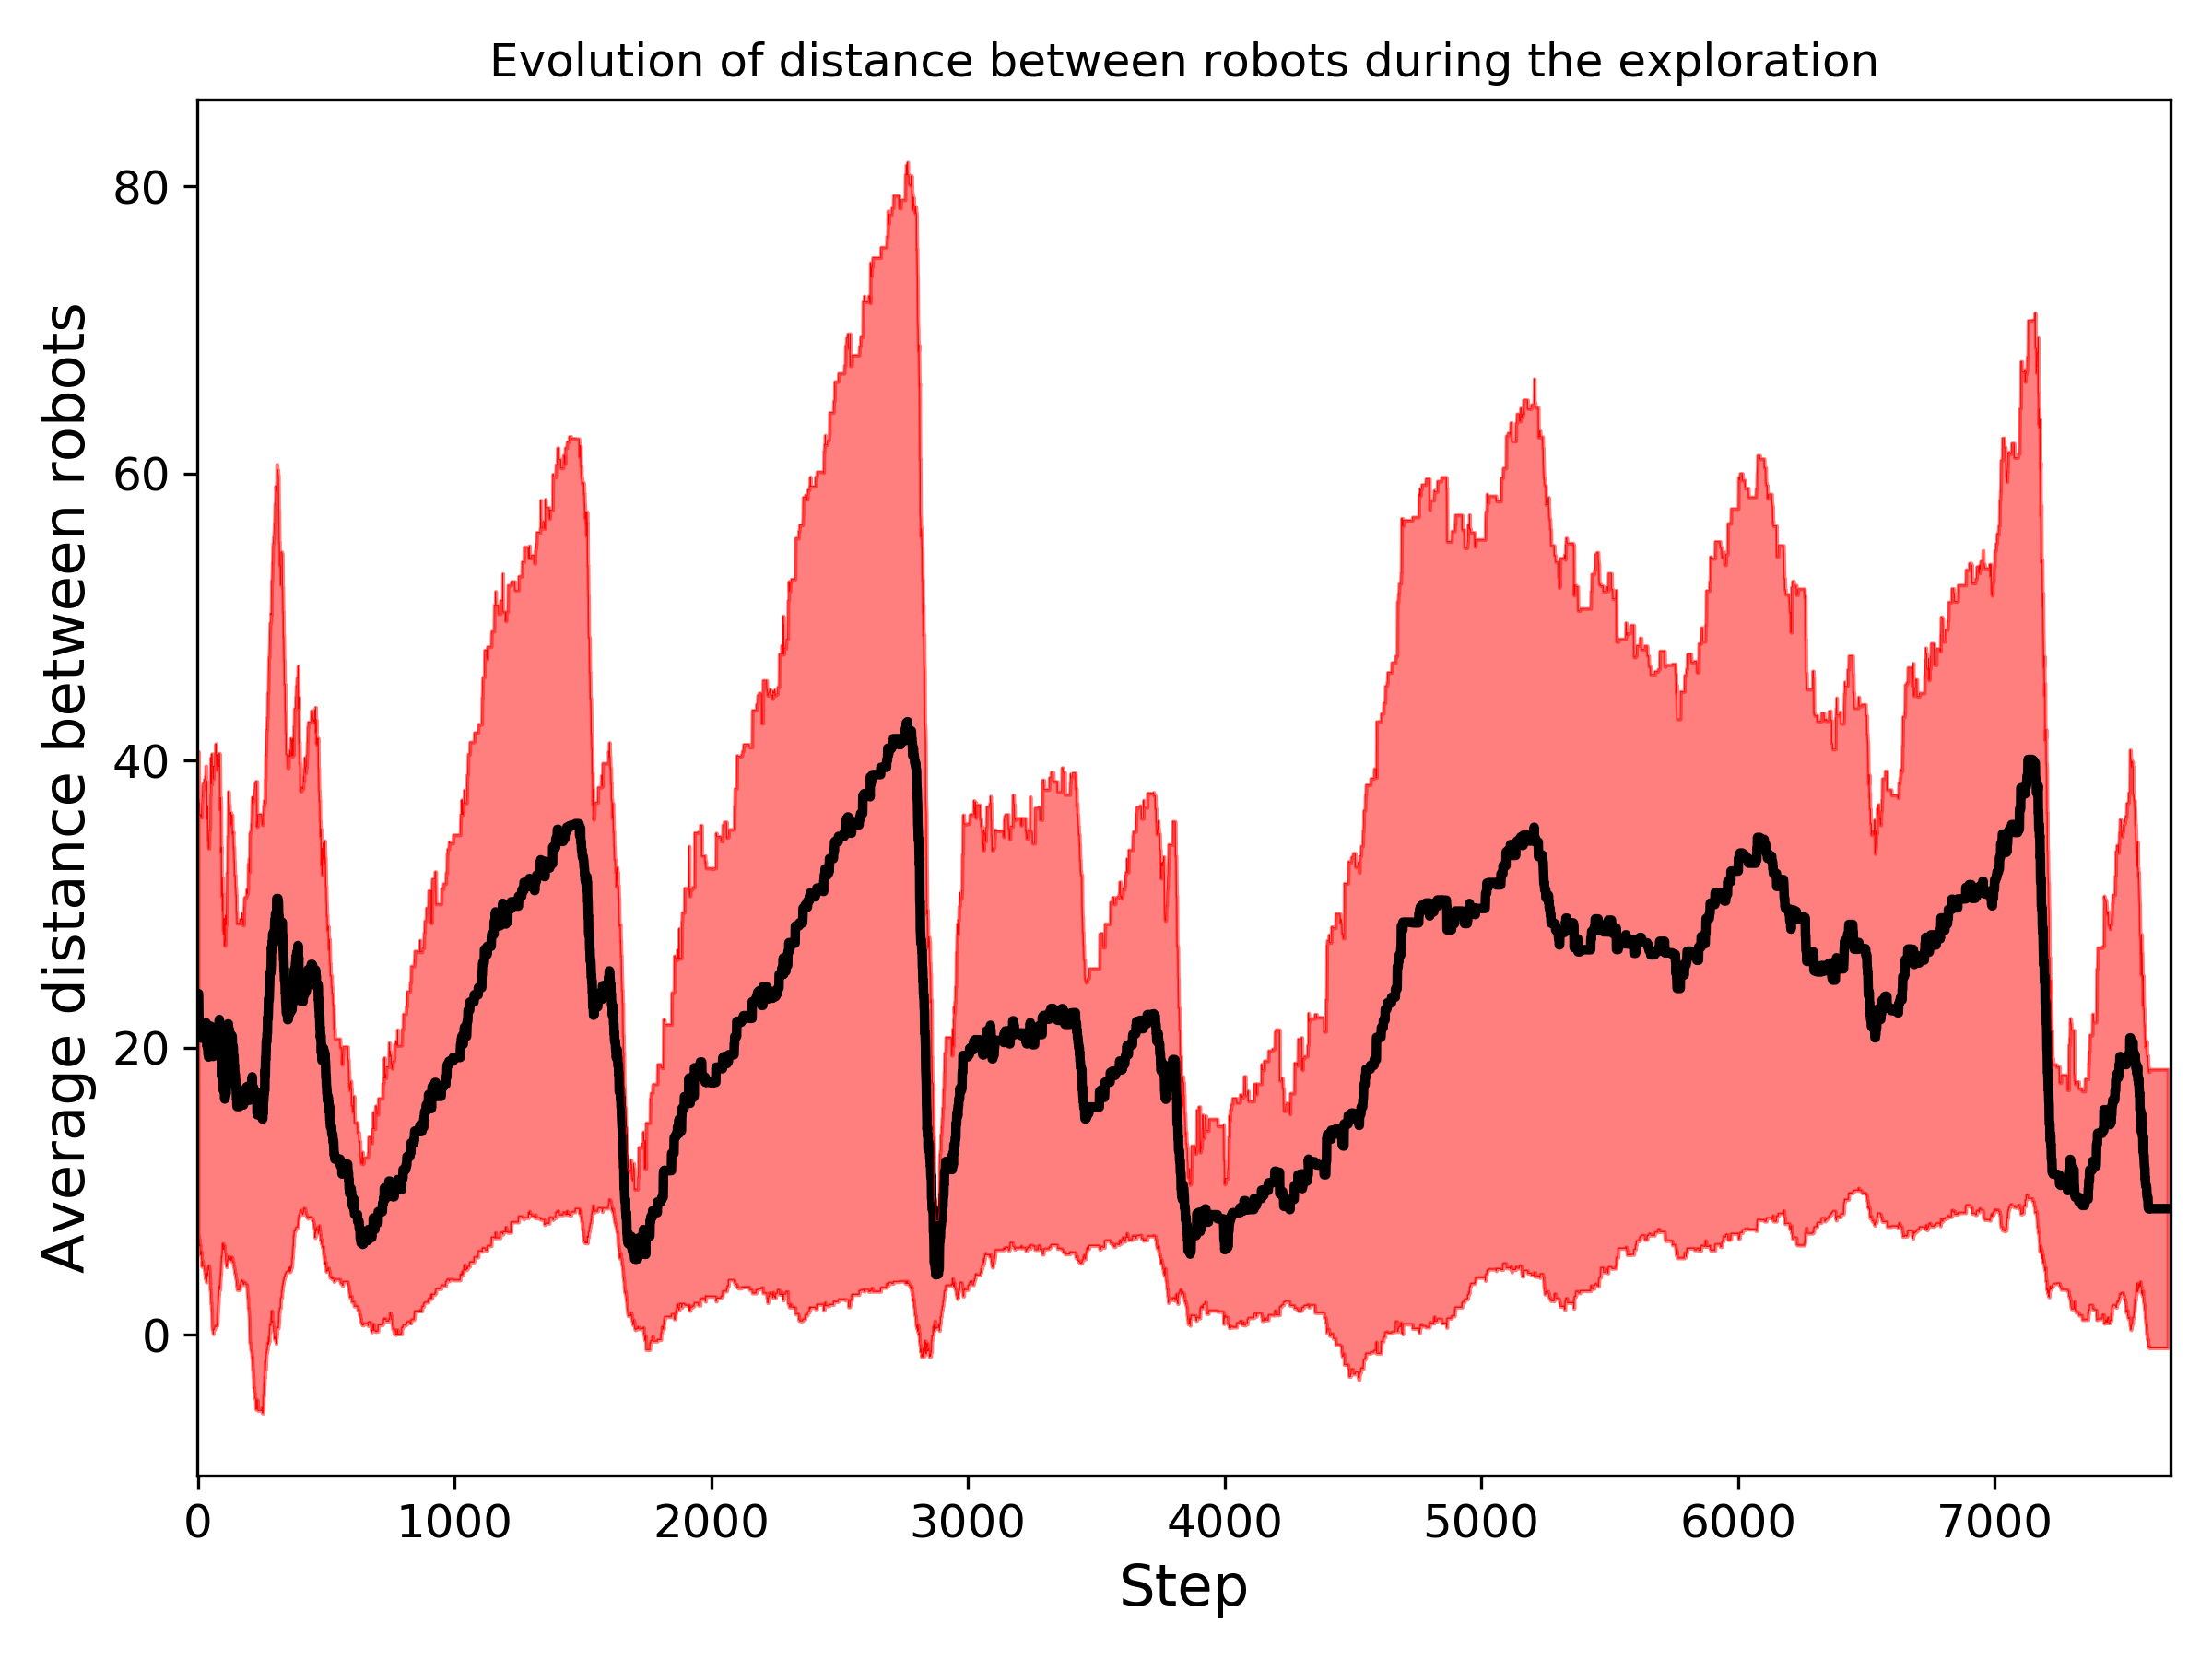 Evolution of distance between robots during the exploration
Average distance between robots
80
60
40
20
0
0 1000 2000 3000 4000 5000 6000 7000
Step